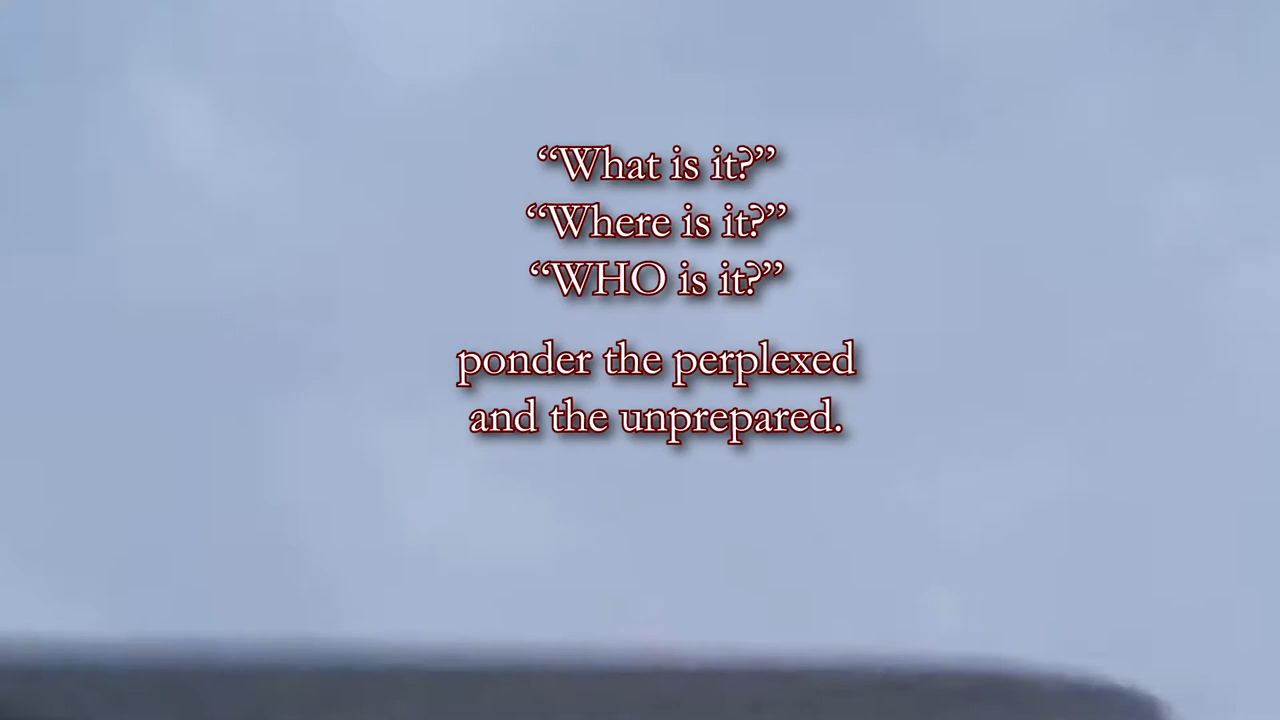 “What is it?”
“Where is it?”
“WHO is it?”
ponder the perplexed
and the unprepared.